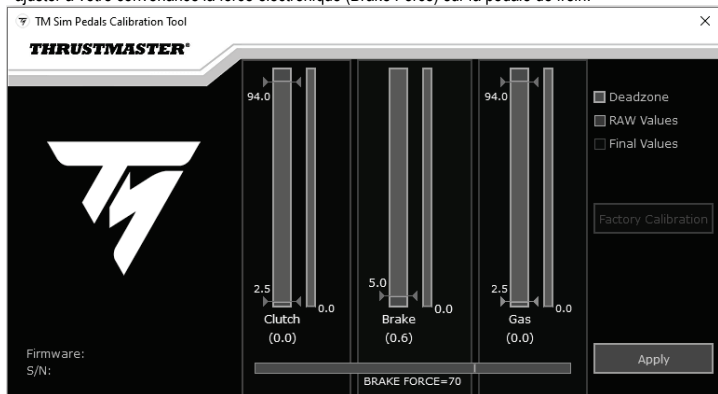 ajuster à votre convenance la force électronique (Brake Force) sur la pédale de frein.
TM Sim Pedals Calibration Tool
THRUSTMASTER®
94.0
94.0
Deadzone
RAW Values
Final Values
Factory Calibration
2.5
5.0
2.5
0.0
0.0
0.0
Clutch
Brake
Gas
(0.0)
(0.6)
(0.0)
Firmware:
S/N:
Apply
BRAKE FORCE=70